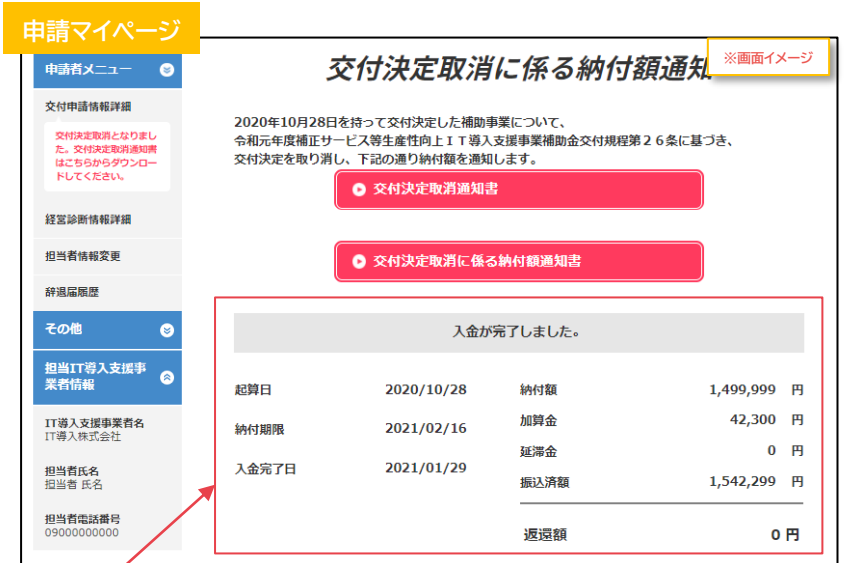 申請マイページ
※画面イメージ
申請者メニュー
交付申請情報詳細
交付決定取消となりまし
た。交付決定取消通知書
はこちらからダウンロー
ドしてください。
経営診断情報詳細
担当者情報変更
辞退届履歴
その他
担当IT導入支援事
業者情報
IT導入支援事業者名
IT導入株式会社
担当者氏名
担当者 氏名
担当者電話番号
09000000000
交付決定取消に係る納付額通知
2020年10月28日を持って交付決定した補助事業について、
令和元年度補正サービス等生産性向上IT導入支援事業補助金交付規程第26条に基づき、
交付決定を取り消し、下記の通り納付額を通知します。
交付決定取消通知書
交付決定取消に係る納付額通知書
入金が完了しました。
起算日 2020/10/28
納付期限 2021/02/16
入金完了日 2021/01/29
納付額 1,499,999 円
加算金 42,300 円
延滞金 0 円
振込済額 1,542,299 円
返還額 0 円